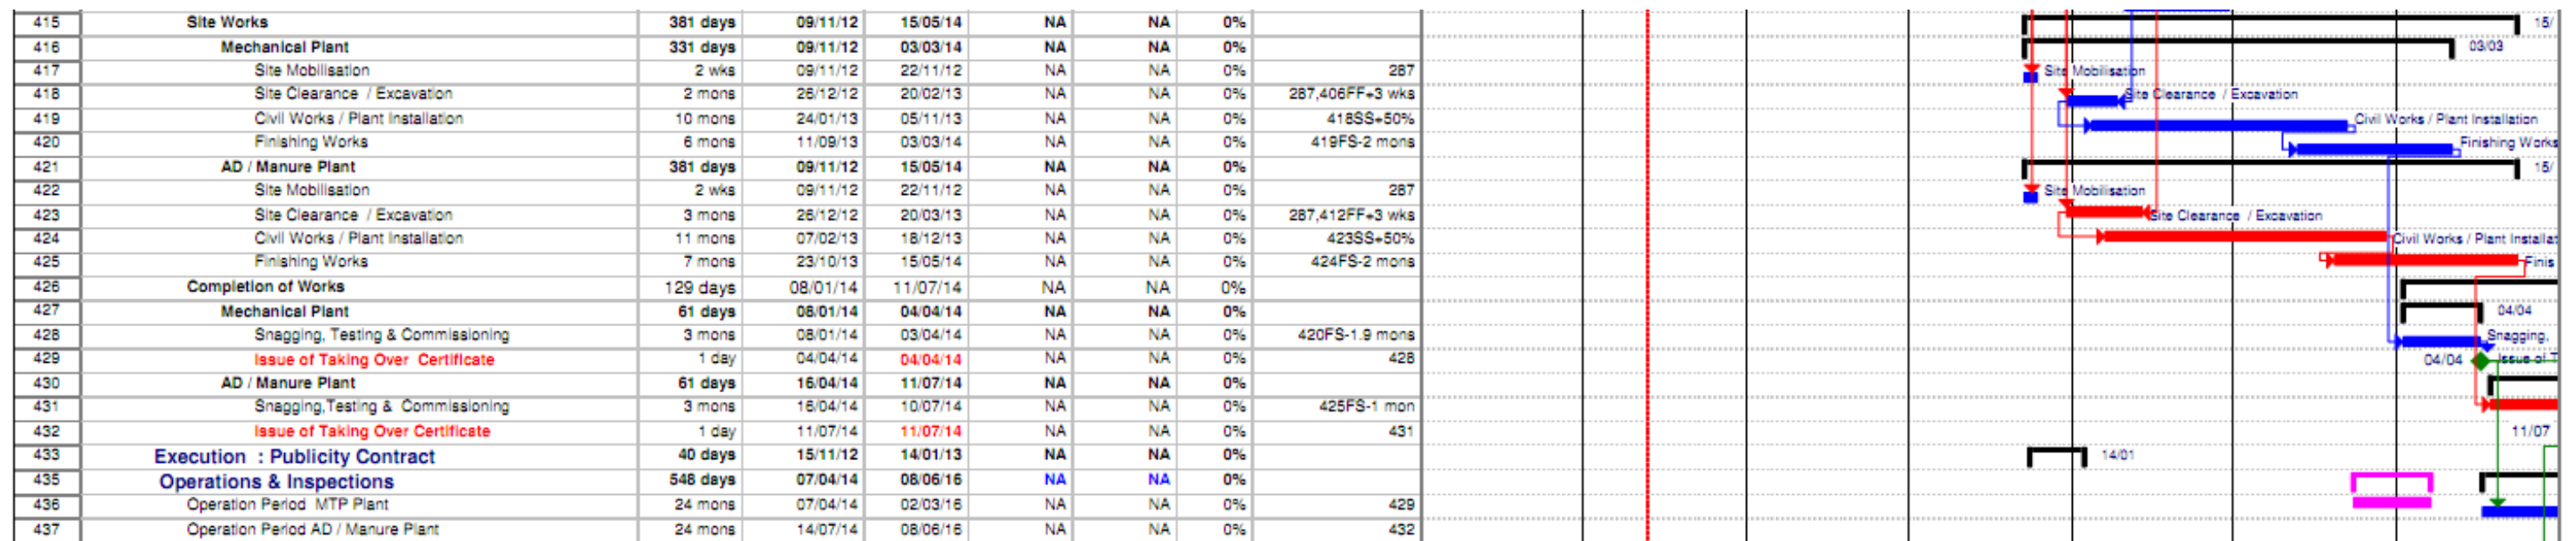 415 Site Works 381 days 09/11/12 15/05/14 NA NA 0% 15/
416 Mechanical Plant 331 days 09/11/12 03/03/14 NA NA 0% 03/03
417 Site Mobilisation 2 wks 09/11/12 22/11/12 NA NA 0% 287 Site Mobilisation
418 Site Clearance / Excavation 2 mons 26/12/12 20/02/13 NA NA 0% 287,406FF+3 wks Site Clearance / Excavation
419 Civil Works / Plant Installation 10 mons 24/01/13 05/11/13 NA NA 0% 418SS+50% Civil Works / Plant Installation
420 Finishing Works 6 mons 11/09/13 03/03/14 NA NA 0% 419FS-2 mons Finishing Works
421 AD / Manure Plant 381 days 09/11/12 15/05/14 NA NA 0% 15/
422 Site Mobilisation 2 wks 09/11/12 22/11/12 NA NA 0% 287 Site Mobilisation
423 Site Clearance / Excavation 3 mons 26/12/12 20/03/13 NA NA 0% 287,412FF+3 wks Site Clearance / Excavation
424 Civil Works / Plant Installation 11 mons 07/02/13 18/12/13 NA NA 0% 423SS+50% Civil Works / Plant Installat
425 Finishing Works 7 mons 23/10/13 15/05/14 NA NA 0% 424FS-2 mons Finis
426 Completion of Works 129 days 08/01/14 11/07/14 NA NA 0%
427 Mechanical Plant 61 days 08/01/14 04/04/14 NA NA 0% 04/04
428 Snagging, Testing & Commissioning 3 mons 08/01/14 03/04/14 NA NA 0% 420FS-1.9 mons Snagging,
429 Issue of Taking Over Certificate 1 day 04/04/14 04/04/14 NA NA 0% 428 04/04 Issue of T
430 AD / Manure Plant 61 days 16/04/14 11/07/14 NA NA 0%
431 Snagging,Testing & Commissioning 3 mons 16/04/14 10/07/14 NA NA 0% 425FS-1 mon
432 Issue of Taking Over Certificate 1 day 11/07/14 11/07/14 NA NA 0% 431 11/07
433 Execution : Publicity Contract 40 days 15/11/12 14/01/13 NA NA 0% 14/01
435 Operations & Inspections 548 days 07/04/14 08/06/16 NA NA 0%
436 Operation Period MTP Plant 24 mons 07/04/14 02/03/16 NA NA 0% 429
437 Operation Period AD / Manure Plant 24 mons 14/07/14 08/06/16 NA NA 0% 432